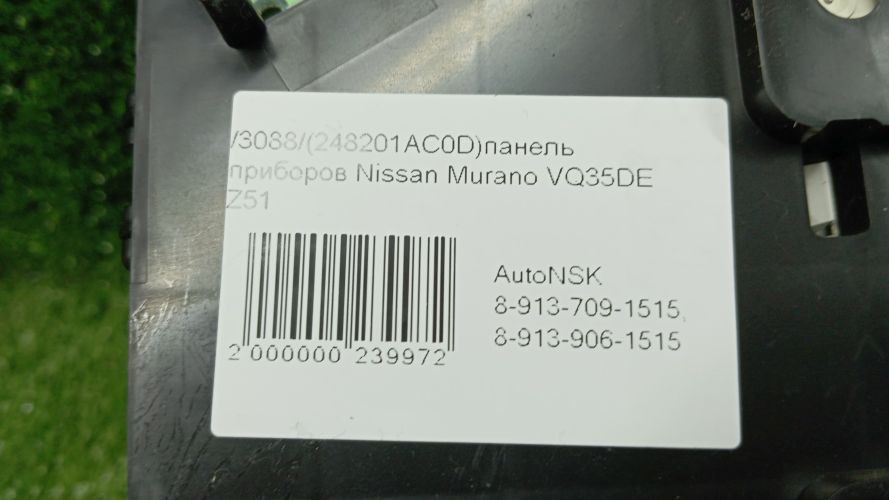 /3088/(248201AC0D)панель
приборов Nissan Murano VQ35DE
Z51
AutoNSK
8-913-709-1515,
8-913-906-1515
2 000000 239972